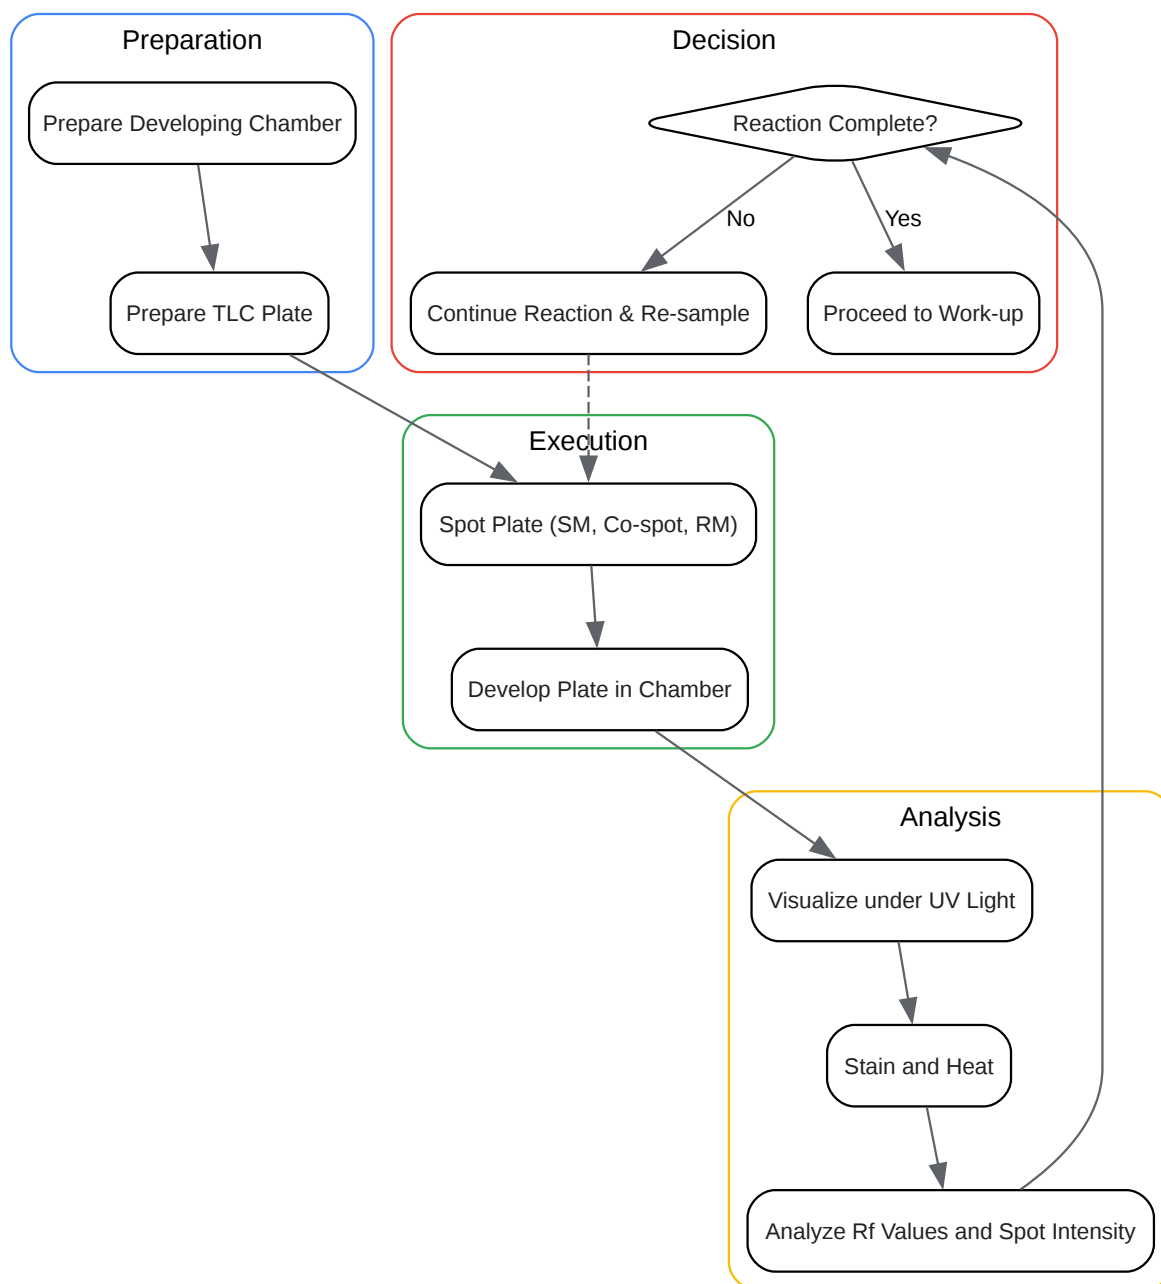 Preparation
Prepare Developing Chamber
Prepare TLC Plate
Decision
Reaction Complete?
No
Yes
Continue Reaction & Re-sample
Proceed to Work-up
Execution
Spot Plate (SM, Co-spot, RM)
Develop Plate in Chamber
Analysis
Visualize under UV Light
Stain and Heat
Analyze Rf Values and Spot Intensity